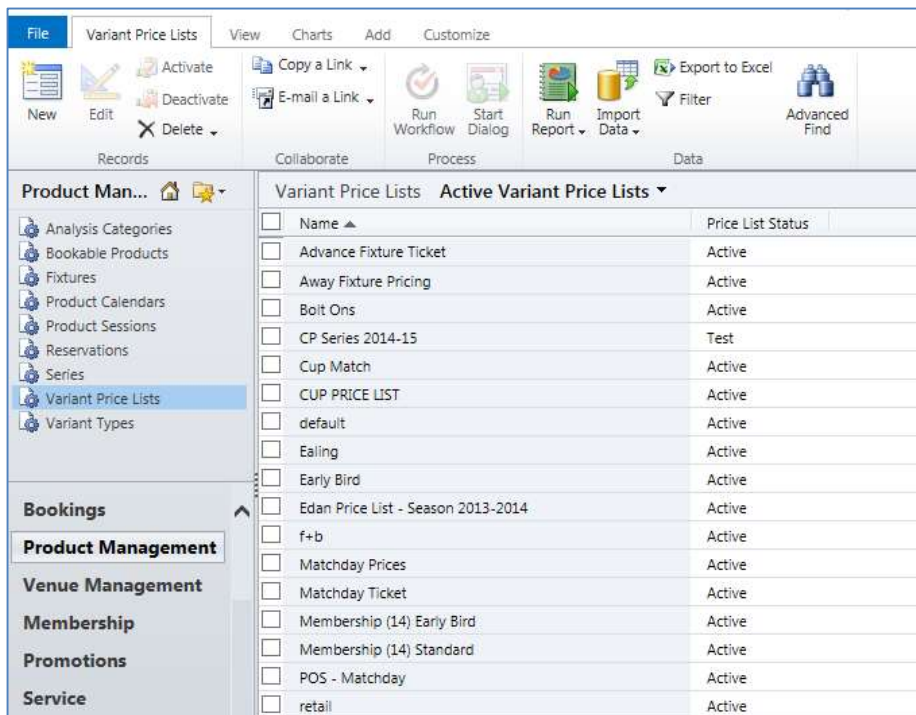 File Variant Price Lists View Charts Add Customize
New
Edit
Activate
Deactivate
Delete
Records
Copy a Link
E-mail a Link
Collaborate
Run Workflow
Start Dialog
Process
Run Report
Import Data
Export to Excel
Filter
Advanced Find
Data
Product Man...
Analysis Categories
Bookable Products
Fixtures
Product Calendars
Product Sessions
Reservations
Series
Variant Price Lists
Variant Types
Bookings
Product Management
Venue Management
Membership
Promotions
Service
Variant Price Lists Active Variant Price Lists
Name Price List Status
Advance Fixture Ticket Active
Away Fixture Pricing Active
Bolt Ons Active
CP Series 2014-15 Test
Cup Match Active
CUP PRICE LIST Active
default Active
Ealing Active
Early Bird Active
Edan Price List - Season 2013-2014 Active
f+b Active
Matchday Prices Active
Matchday Ticket Active
Membership (14) Early Bird Active
Membership (14) Standard Active
POS - Matchday Active
retail Active